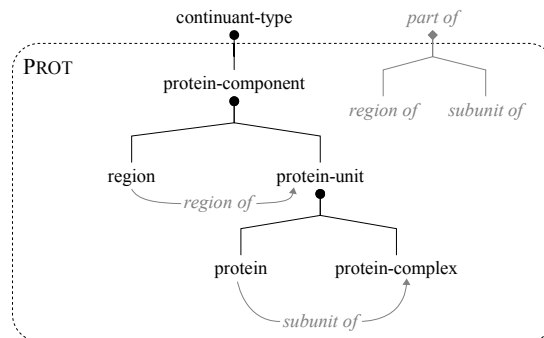 continuant-type
part of
PROT
protein-component
region of
subunit of
region
protein-unit
region of
protein
protein-complex
subunit of